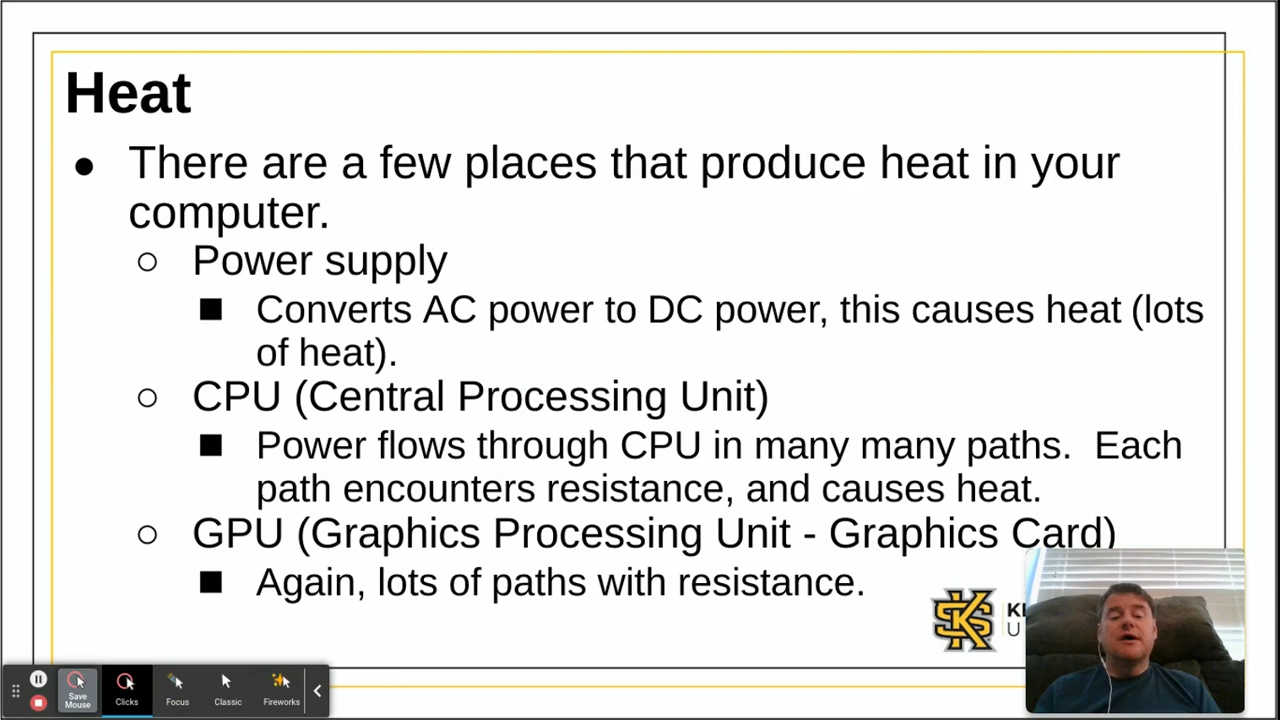 Heat
● There are a few places that produce heat in your
computer.
○ Power supply
■ Converts AC power to DC power, this causes heat (lots
of heat).
○ CPU (Central Processing Unit)
■ Power flows through CPU in many many paths.  Each
path encounters resistance, and causes heat.
○ GPU (Graphics Processing Unit - Graphics Card)
■ Again, lots of paths with resistance.
KS
Save
Mouse
Clicks
Focus
Classic
Fireworks